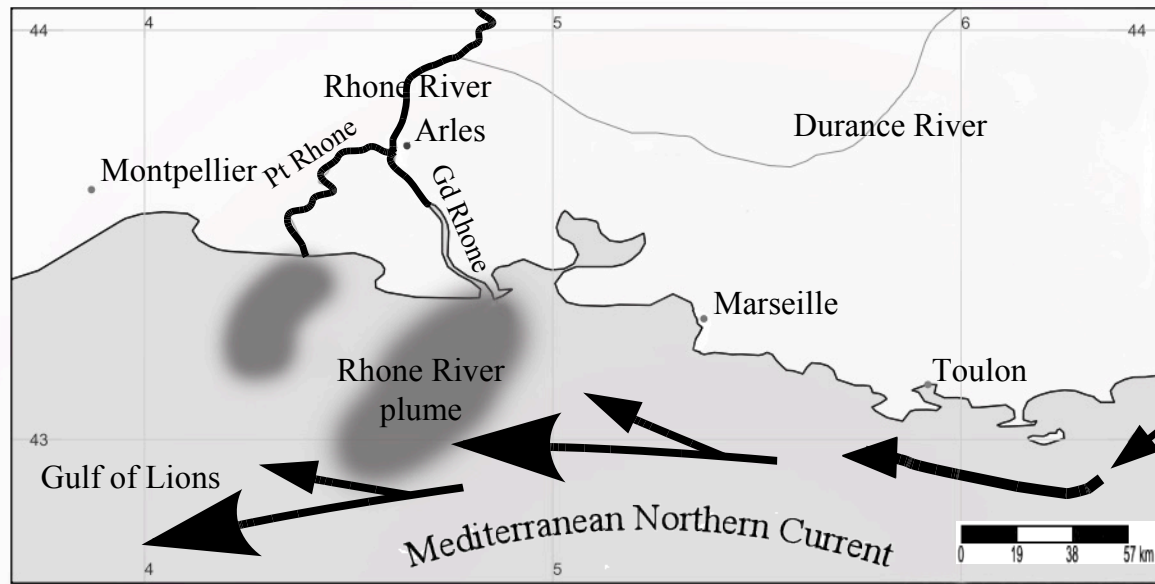 4
5
6
44
44
Rhone River
Arles
Durance River
Pt Rhone
Montpellier
Gd Rhone
Marseille
Rhone River
plume
Toulon
43
Gulf of Lions
Mediterranean Northern Current
0 19 38 57 km
4
5